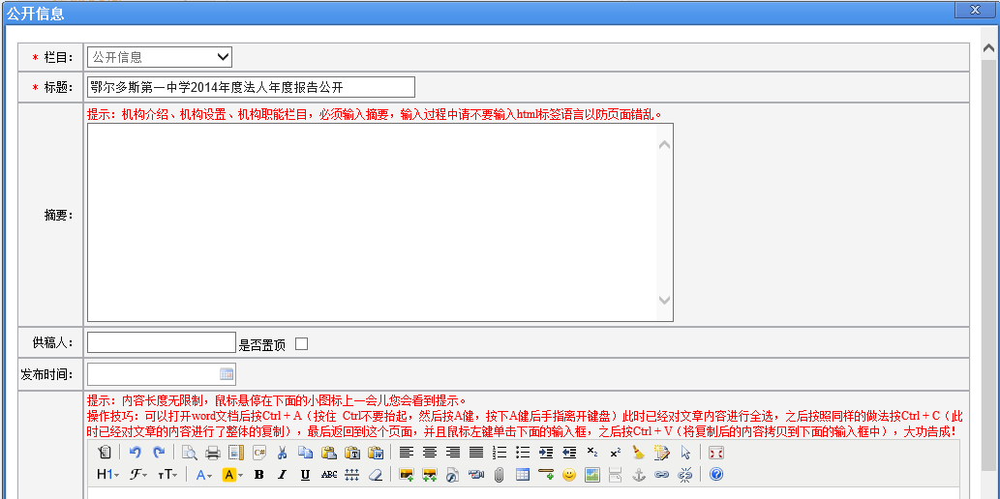 公开信息
* 栏目：
公开信息
* 标题：
鄂尔多斯第一中学2014年度法人年度报告公开
提示：机构介绍、机构设置、机构职能栏目，必须输入摘要，输入过程中请不要输入html标签语言以防页面错乱。
摘要：
供稿人：
是否置顶
发布时间：
提示：内容长度无限制，鼠标悬停在下面的小图标上一会儿您会看到提示。
操作技巧：可以打开word文档后按Ctrl＋A（按住 Ctrl不要抬起，然后按A健，按下A健后手指离开键盘）此时已经对文章内容进行全选，之后按照同样的做法按Ctrl＋C（此
时已经对文章的内容进行了整体的复制），最后返回到这个页面，并且鼠标左键单击下面的输入框，之后按Ctrl＋V（将复制后的内容拷贝到下面的输入框中），大功告成！
H1 F тT A A B I U ABC